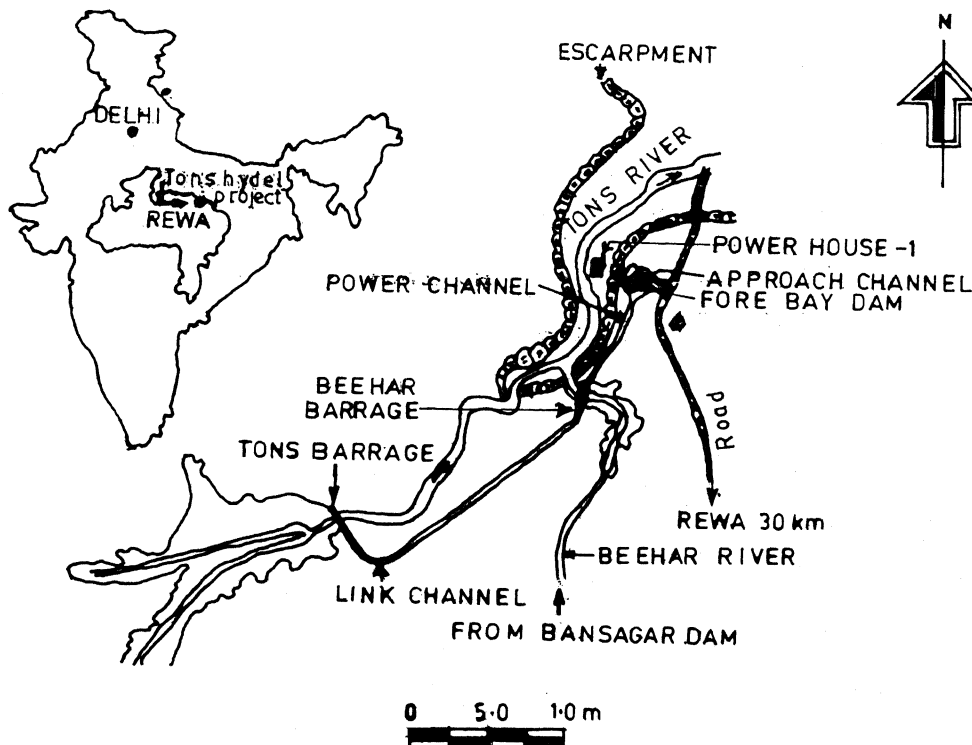 N
ESCARPMENT
DELHI
Tons hydel
project
REWA
TONS RIVER
POWER HOUSE-1
APPROACH CHANNEL
FORE BAY DAM
POWER CHANNEL
BEEHAR
BARRAGE
TONS BARRAGE
Road
REWA 30 km
BEEHAR RIVER
LINK CHANNEL
FROM BANSAGAR DAM
0 5.0 1.0 m